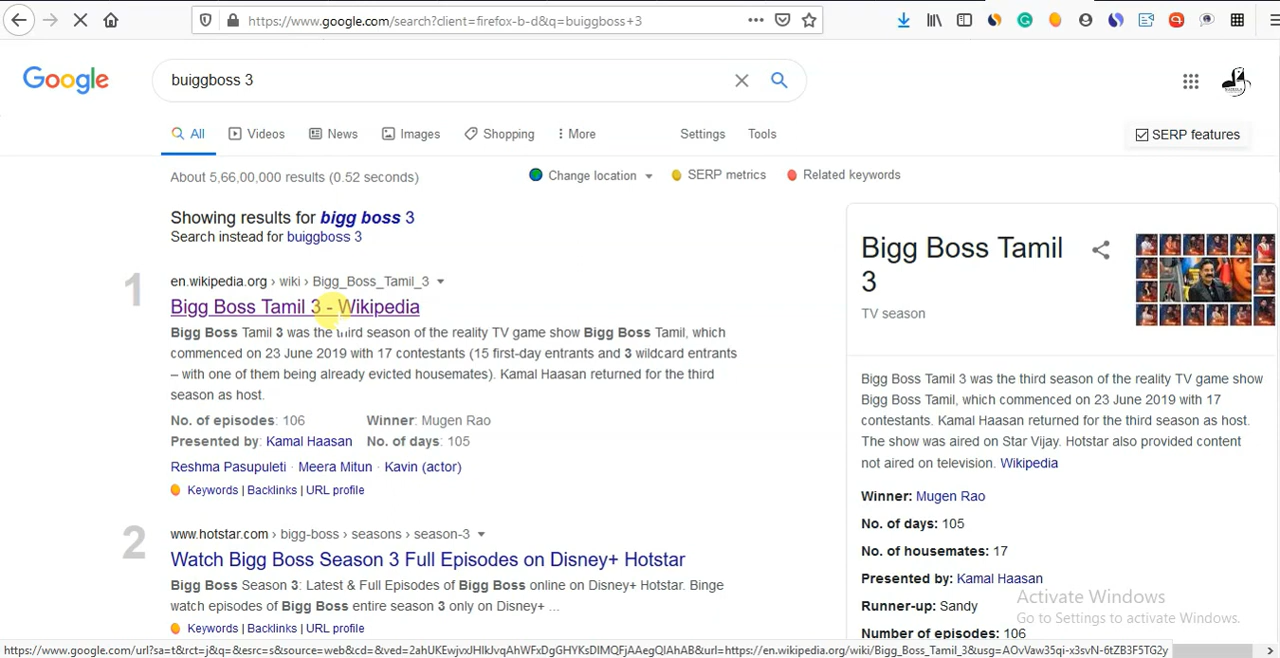 https://www.google.com/search?client=firefox-b-d&q=buiggboss+3
Google
buiggboss 3
All Videos News Images Shopping More Settings Tools
SERP features
About 5,66,00,000 results (0.52 seconds)
Change location SERP metrics Related keywords
Showing results for bigg boss 3
Search instead for buiggboss 3
1
en.wikipedia.org › wiki › Bigg_Boss_Tamil_3
Bigg Boss Tamil 3 - Wikipedia
Bigg Boss Tamil 3 was the third season of the reality TV game show Bigg Boss Tamil, which
commenced on 23 June 2019 with 17 contestants (15 first-day entrants and 3 wildcard entrants
– with one of them being already evicted housemates). Kamal Haasan returned for the third
season as host.
No. of episodes: 106 Winner: Mugen Rao
Presented by: Kamal Haasan No. of days: 105
Reshma Pasupuleti · Meera Mitun · Kavin (actor)
Keywords | Backlinks | URL profile
2
www.hotstar.com › bigg-boss › seasons › season-3
Watch Bigg Boss Season 3 Full Episodes on Disney+ Hotstar
Bigg Boss Season 3: Latest & Full Episodes of Bigg Boss online on Disney+ Hotstar. Binge
watch episodes of Bigg Boss entire season 3 only on Disney+ ...
Keywords | Backlinks | URL profile
Bigg Boss Tamil
3
TV season
Bigg Boss Tamil 3 was the third season of the reality TV game show
Bigg Boss Tamil, which commenced on 23 June 2019 with 17
contestants. Kamal Haasan returned for the third season as host.
The show was aired on Star Vijay. Hotstar also provided content
not aired on television. Wikipedia
Winner: Mugen Rao
No. of days: 105
No. of housemates: 17
Presented by: Kamal Haasan
Runner-up: Sandy
Number of episodes: 106
Activate Windows
Go to Settings to activate Windows.